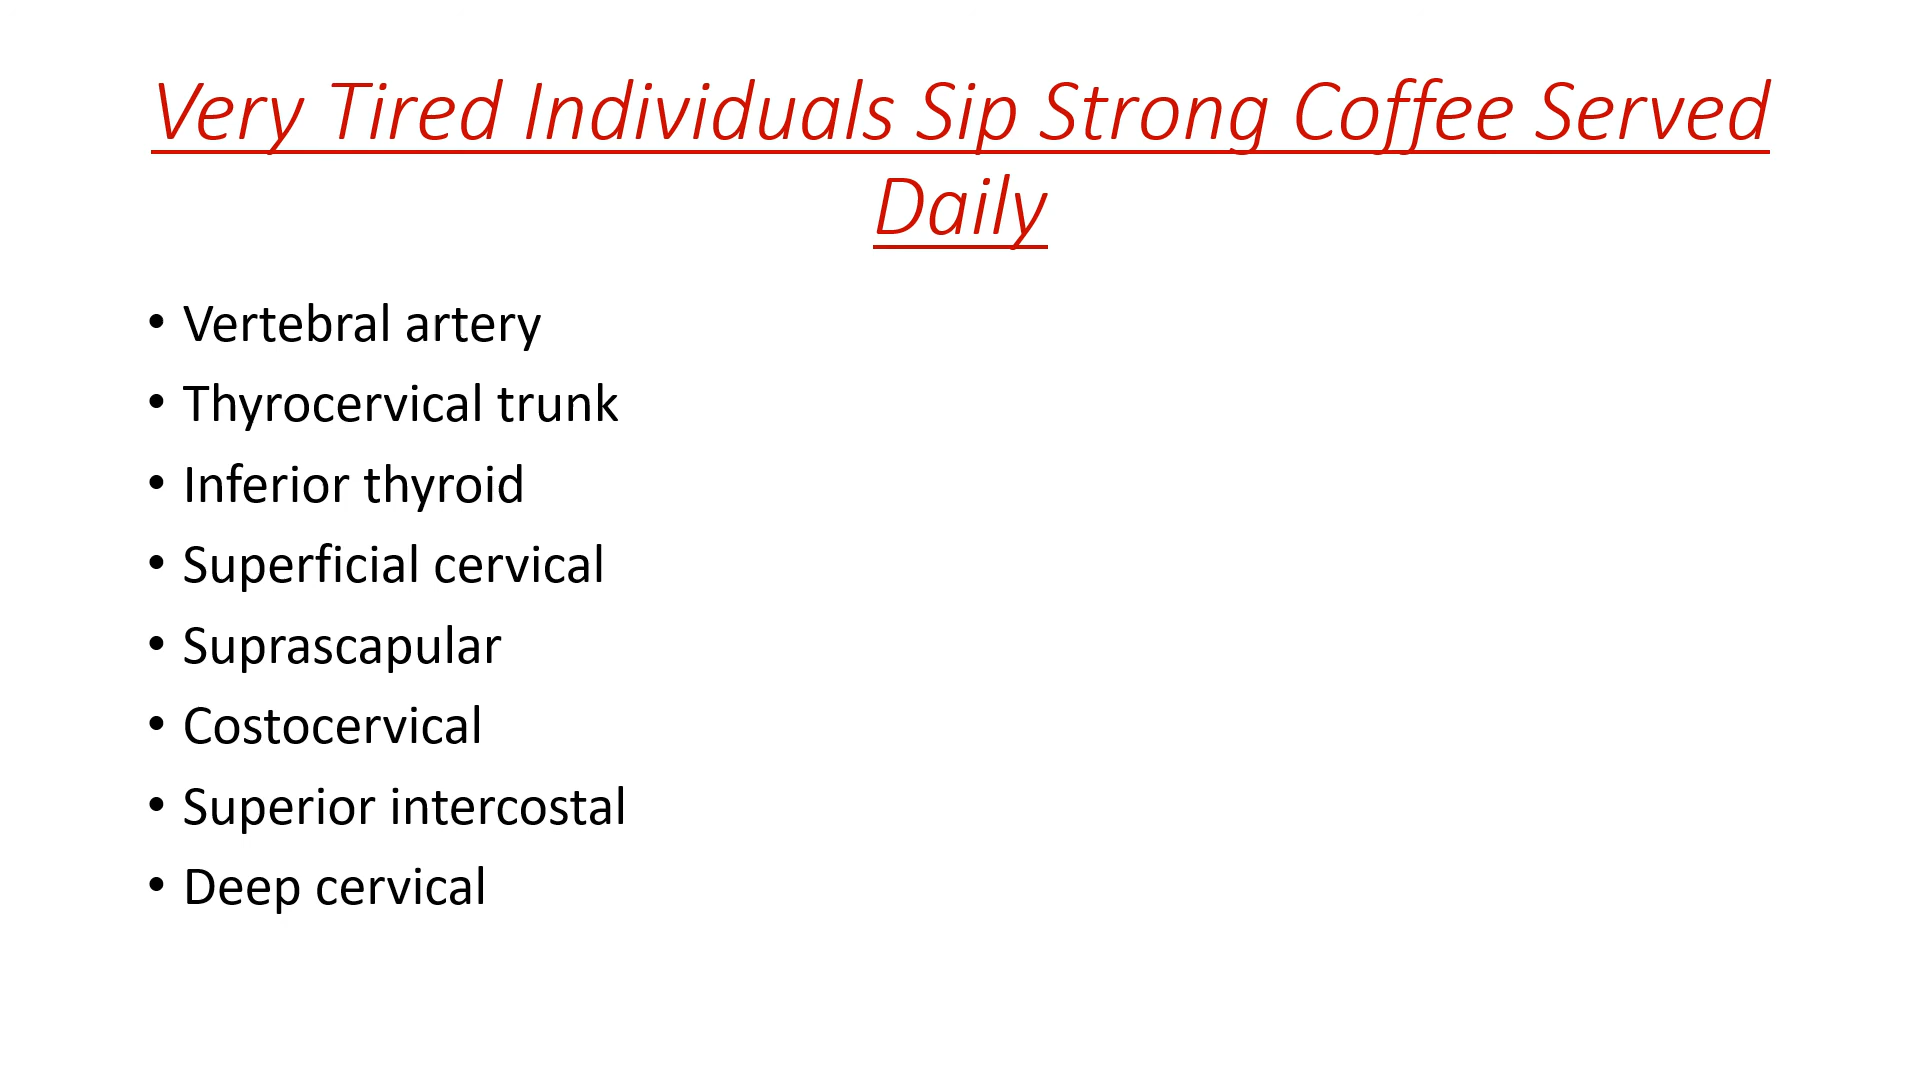 Very Tired Individuals Sip Strong Coffee Served
Daily
• Vertebral artery
• Thyrocervical trunk
• Inferior thyroid
• Superficial cervical
• Suprascapular
• Costocervical
• Superior intercostal
• Deep cervical